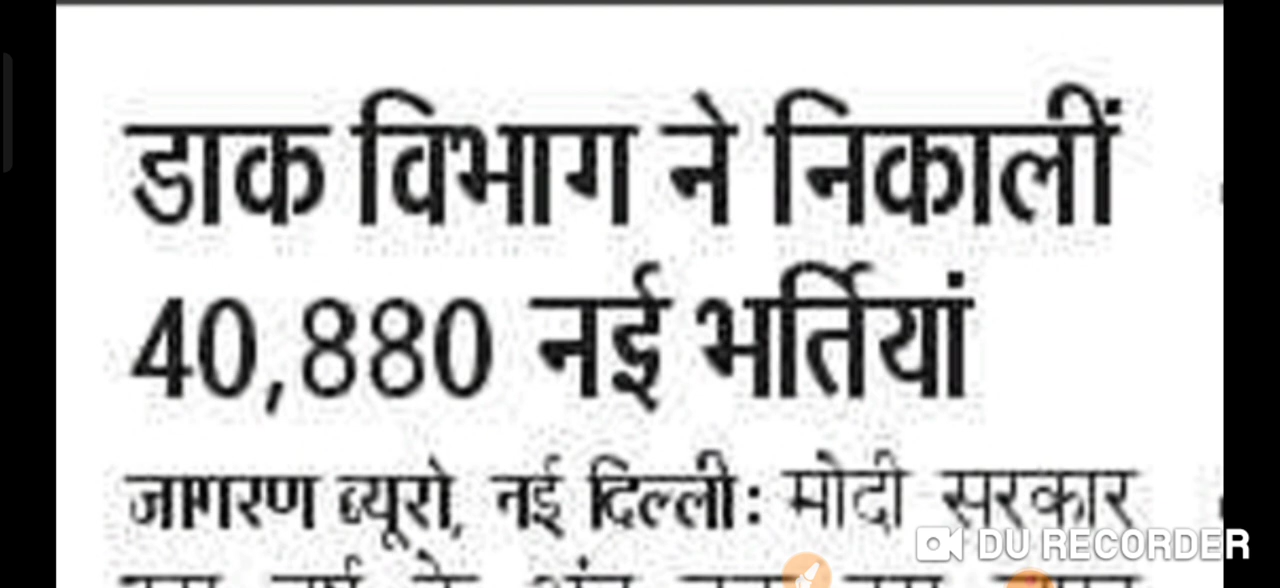 डाक विभाग ने निकालीं
40,880 नई भर्तियां
जागरण ब्यूरो, नई दिल्ली: मोदी सरकार
DU RECORDER